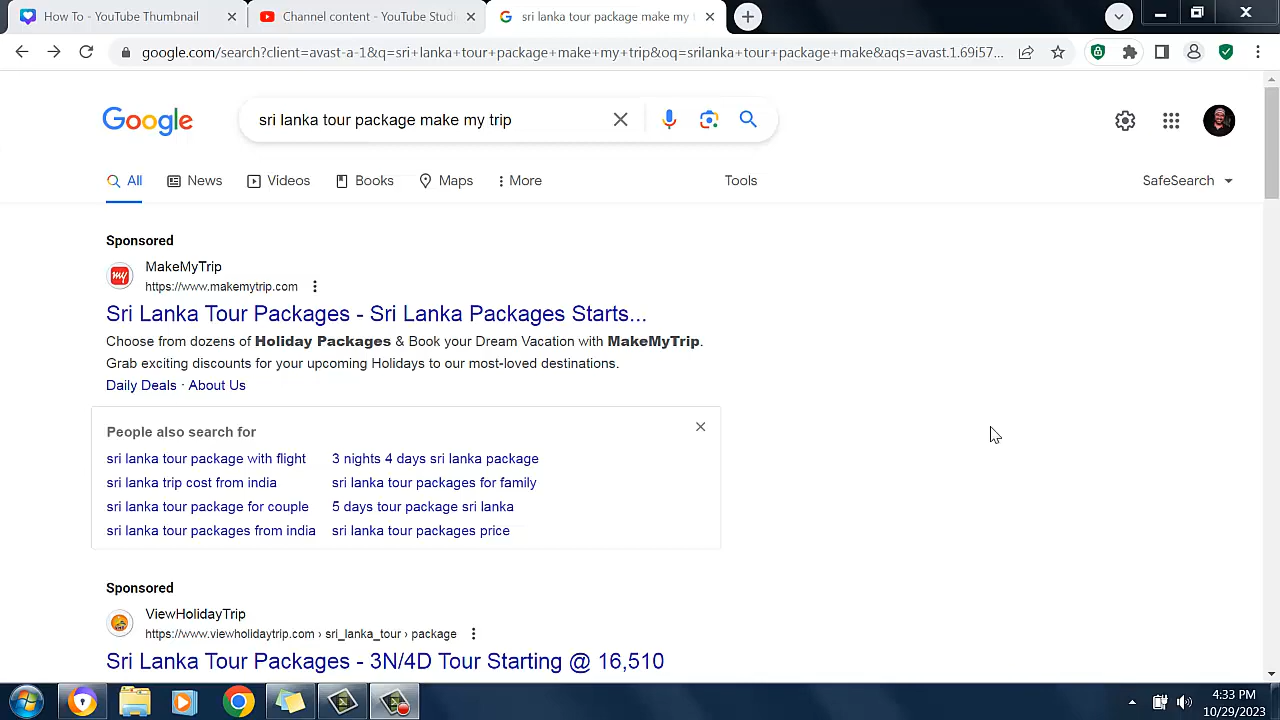 How To - YouTube Thumbnail
Channel content - YouTube Stud
sri lanka tour package make my t
google.com/search?client=avast-a-1&q=sri+lanka+tour+package+make+my+trip&oq=srilanka+tour+package+make&aqs=avast.1.69i57...
Google
sri lanka tour package make my trip
All
News
Videos
Books
Maps
More
Tools
SafeSearch
Sponsored
my
MakeMyTrip
https://www.makemytrip.com
Sri Lanka Tour Packages - Sri Lanka Packages Starts...
Choose from dozens of Holiday Packages & Book your Dream Vacation with MakeMyTrip.
Grab exciting discounts for your upcoming Holidays to our most-loved destinations.
Daily Deals · About Us
People also search for
sri lanka tour package with flight
3 nights 4 days sri lanka package
sri lanka trip cost from india
sri lanka tour packages for family
sri lanka tour package for couple
5 days tour package sri lanka
sri lanka tour packages from india
sri lanka tour packages price
Sponsored
ViewHolidayTrip
https://www.viewholidaytrip.com › sri_lanka_tour › package
Sri Lanka Tour Packages - 3N/4D Tour Starting @ 16,510
4:33 PM
10/29/2023